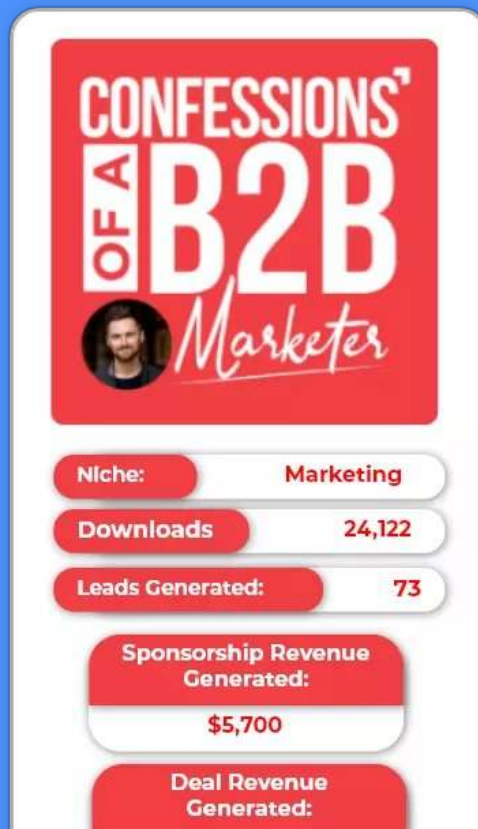 CONFESSIONS
OF A
B2B
Marketer
Niche:
Marketing
Downloads
24,122
Leads Generated:
73
Sponsorship Revenue
Generated:
$5,700
Deal Revenue
Generated: